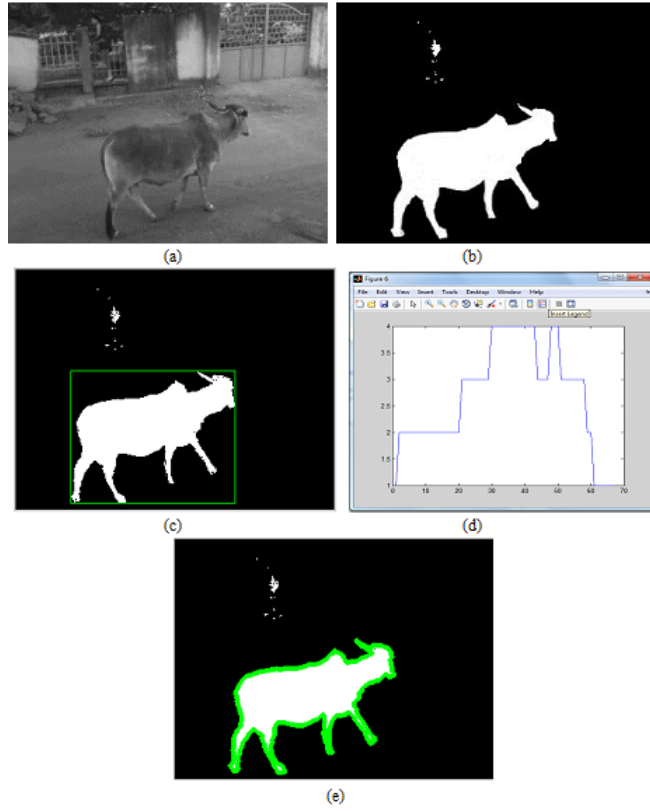 (a)
(b)
Figure 6
File Edit View Insert Tools Desktop Window Help
Insert Legend
4
3.5
3
2.5
2
1.5
1
0 10 20 30 40 50 60 70
(c)
(d)
(e)